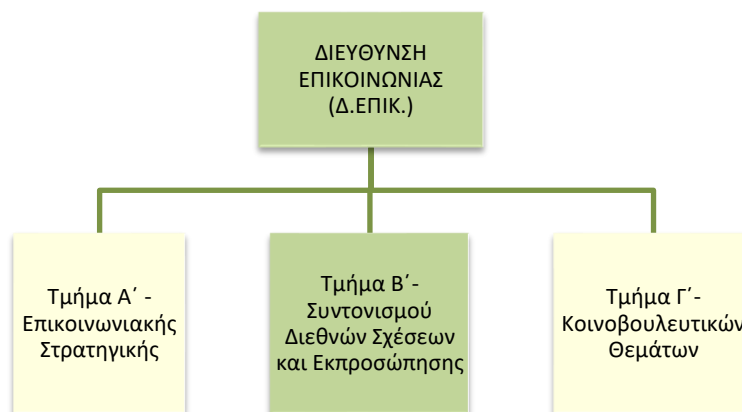 ΔΙΕΥΘΥΝΣΗ
ΕΠΙΚΟΙΝΩΝΙΑΣ
(Δ.ΕΠΙΚ.)
Τμήμα Α΄ -
Επικοινωνιακής
Στρατηγικής
Τμήμα Β΄-
Συντονισμού
Διεθνών Σχέσεων
και Εκπροσώπησης
Τμήμα Γ΄-
Κοινοβουλευτικών
Θεμάτων